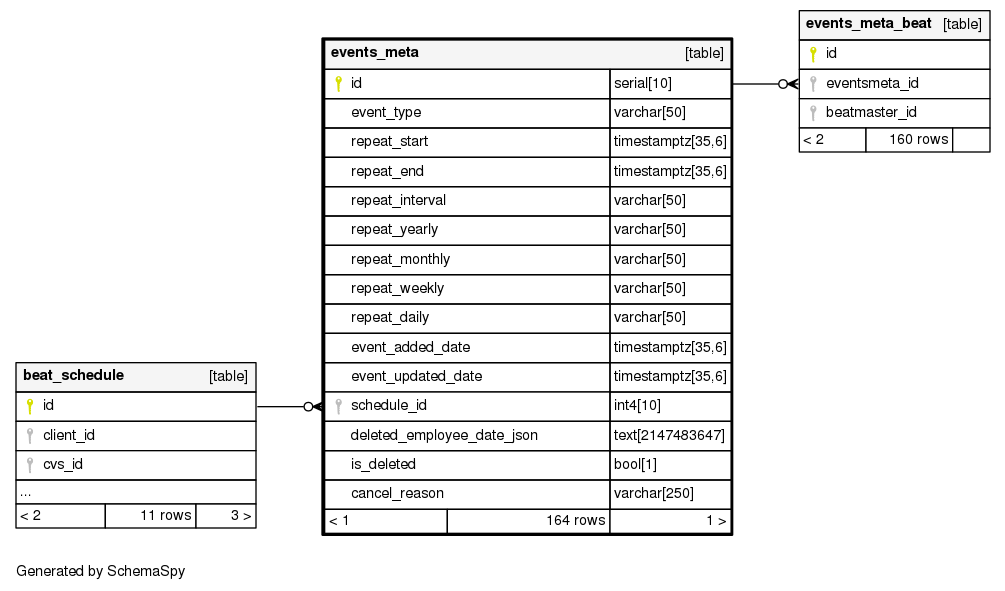 events_meta_beat [table]
id
eventsmeta_id
beatmaster_id
< 2 160 rows
events_meta [table]
id serial[10]
event_type varchar[50]
repeat_start timestamptz[35,6]
repeat_end timestamptz[35,6]
repeat_interval varchar[50]
repeat_yearly varchar[50]
repeat_monthly varchar[50]
repeat_weekly varchar[50]
repeat_daily varchar[50]
event_added_date timestamptz[35,6]
event_updated_date timestamptz[35,6]
schedule_id int4[10]
deleted_employee_date_json text[2147483647]
is_deleted bool[1]
cancel_reason varchar[250]
< 1 164 rows 1 >
beat_schedule [table]
id
client_id
cvs_id
...
< 2 11 rows 3 >
Generated by SchemaSpy